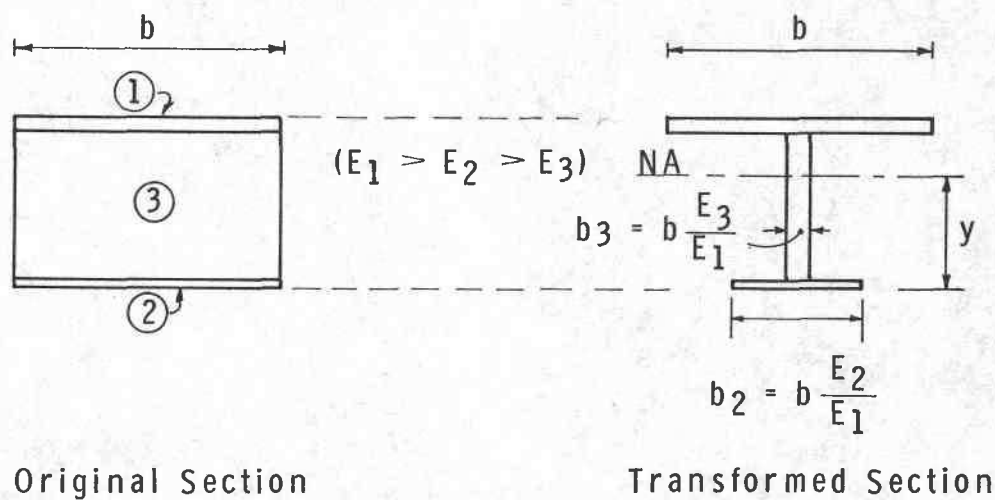 b
b
1
(E1 > E2 > E3)
NA
3
b3 = b E3/E1
y
2
b2 = b E2/E1
Original Section
Transformed Section